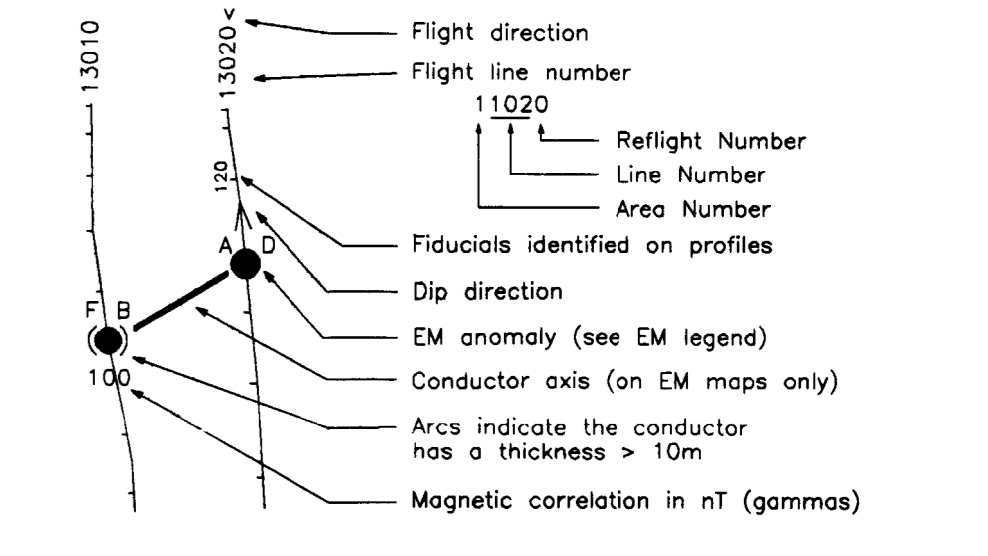 13010
13020 <
Flight direction
Flight line number
11020
Reflight Number
Line Number
Area Number
120
Fiducials identified on profiles
A D
Dip direction
F B
EM anomaly (see EM legend)
100
Conductor axis (on EM maps only)
Arcs indicate the conductor
has a thickness > 10m
Magnetic correlation in nT (gammas)